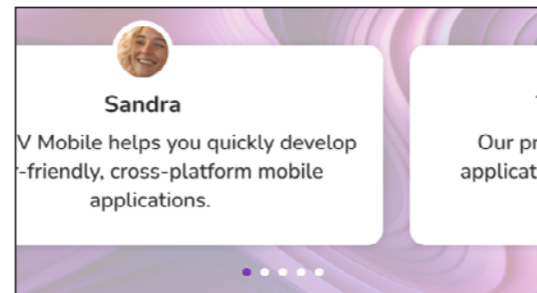 Sandra
V Mobile helps you quickly develop
-friendly, cross-platform mobile
applications.
Our pr
applicat